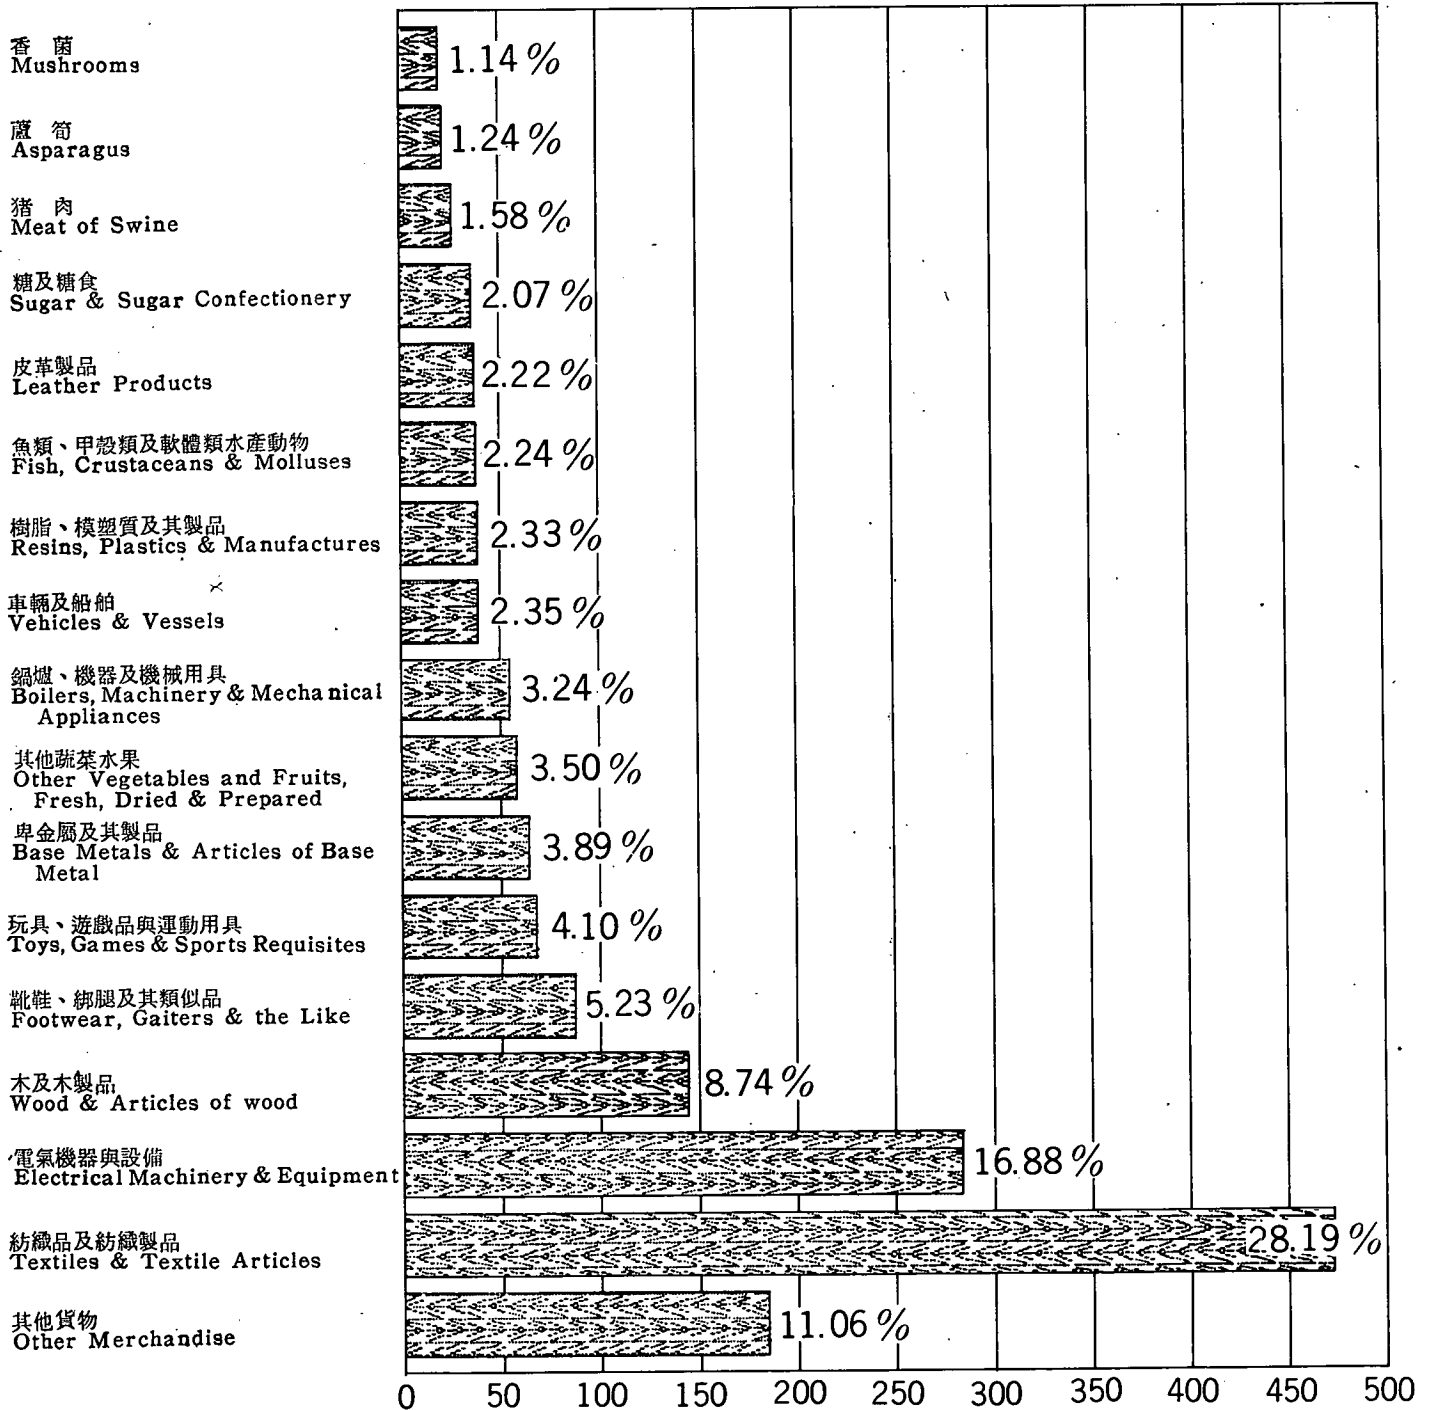 香菌
Mushrooms
1.14%
蘆筍
Asparagus
1.24%
猪肉
Meat of Swine
1.58%
糖及糖食
Sugar & Sugar Confectionery
2.07%
皮革製品
Leather Products
2.22%
魚類、甲殼類及軟體類水產動物
Fish, Crustaceans & Molluses
2.24%
樹脂、模塑質及其製品
Resins, Plastics & Manufactures
2.33%
車輛及船舶
Vehicles & Vessels
2.35%
鍋爐、機器及機械用具
Boilers, Machinery & Mechanical
Appliances
3.24%
其他蔬菜水果
Other Vegetables and Fruits,
Fresh, Dried & Prepared
3.50%
卑金屬及其製品
Base Metals & Articles of Base
Metal
3.89%
玩具、遊戲品與運動用具
Toys, Games & Sports Requisites
4.10%
靴鞋、綁腿及其類似品
Footwear, Gaiters & the Like
5.23%
木及木製品
Wood & Articles of wood
8.74%
電氣機器與設備
Electrical Machinery & Equipment
16.88%
紡織品及紡織製品
Textiles & Textile Articles
28.19%
其他貨物
Other Merchandise
11.06%
0 50 100 150 200 250 300 350 400 450 500